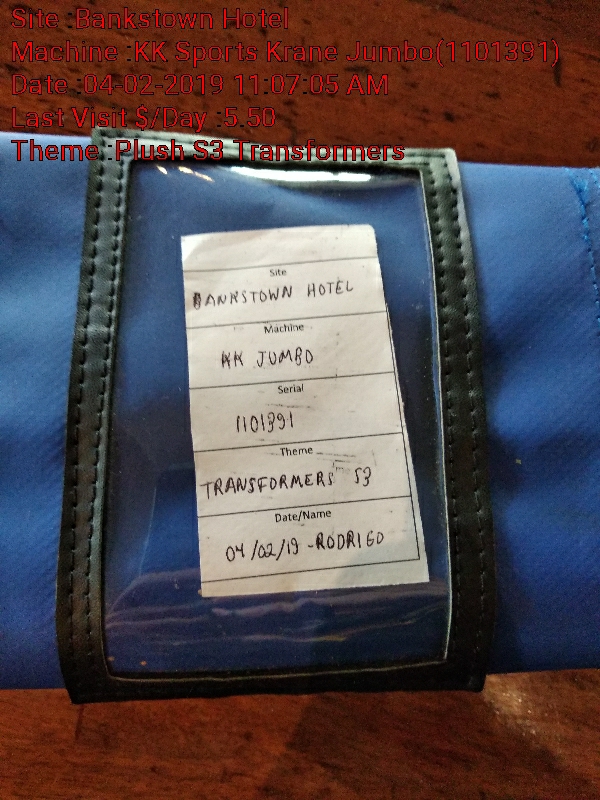 Site :Bankstown Hotel
Machine :KK Sports Krane Jumbo(1101391)
Date :04-02-2019 11:07:05 AM
Last Visit $/Day :5.50
Theme :Plush S3 Transformers
Site
BANKSTOWN HOTEL
Machine
KK JUMBO
Serial
1101391
Theme
TRANSFORMERS S3
Date/Name
04/02/19 -RODRIGO